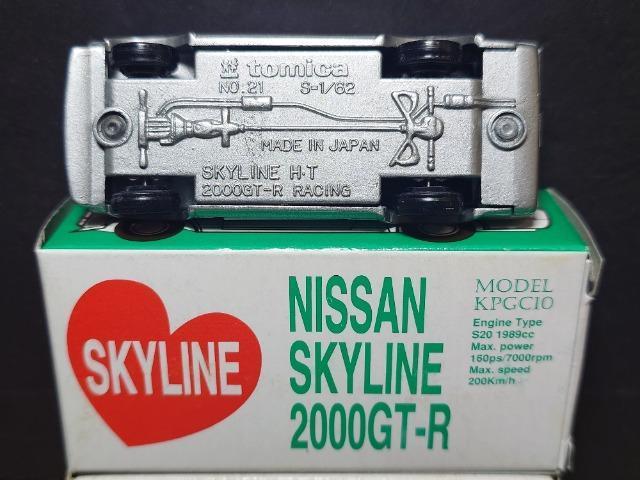 tomica
NO. 21 S-1/62
MADE IN JAPAN
SKYLINE H·T
2000GT-R RACING
SKYLINE
NISSAN
SKYLINE
2000GT-R
MODEL
KPGC10
Engine Type
S20 1989cc
Max. power
160ps/7000rpm
Max. speed
200Km/h